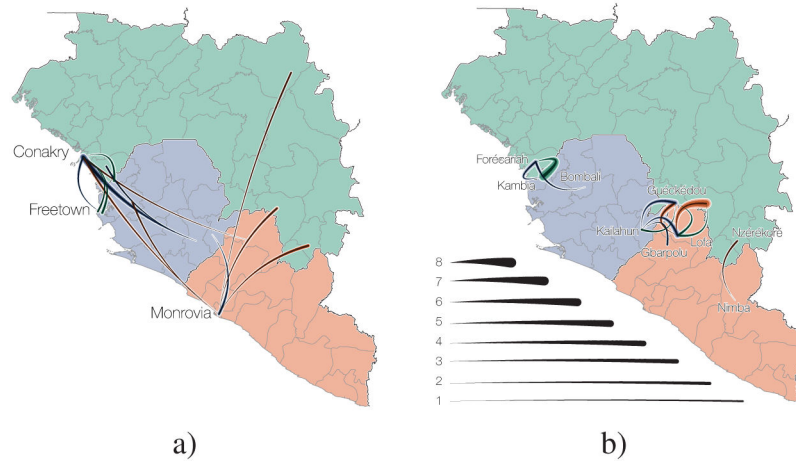 Conakry
Freetown
Monrovia
a)
Forécariah
Kambia
Bombali
Guéckédou
Kailahun
Gbarpolu
Lofa
Nzérékoré
Nimba
8
7
6
5
4
3
2
1
b)